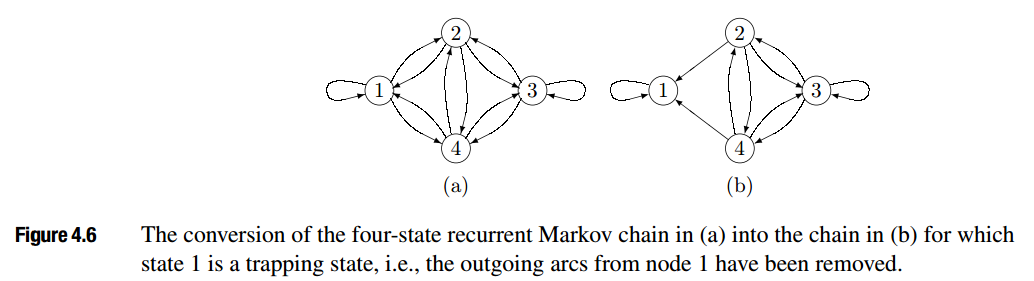 2 2
1 3 1 3
4 4
(a) (b)
Figure 4.6 The conversion of the four-state recurrent Markov chain in (a) into the chain in (b) for which
state 1 is a trapping state, i.e., the outgoing arcs from node 1 have been removed.